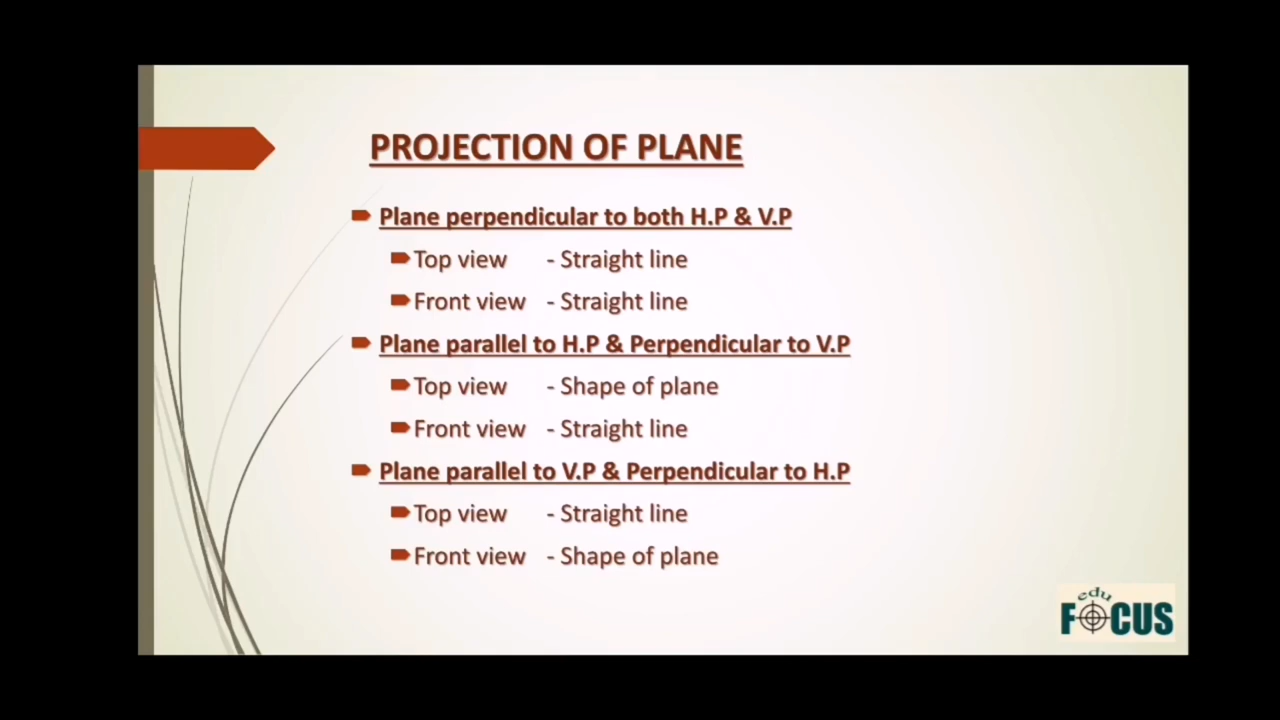 PROJECTION OF PLANE
Plane perpendicular to both H.P & V.P
Top view - Straight line
Front view - Straight line
Plane parallel to H.P & Perpendicular to V.P
Top view - Shape of plane
Front view - Straight line
Plane parallel to V.P & Perpendicular to H.P
Top view - Straight line
Front view - Shape of plane
edu
FOCUS